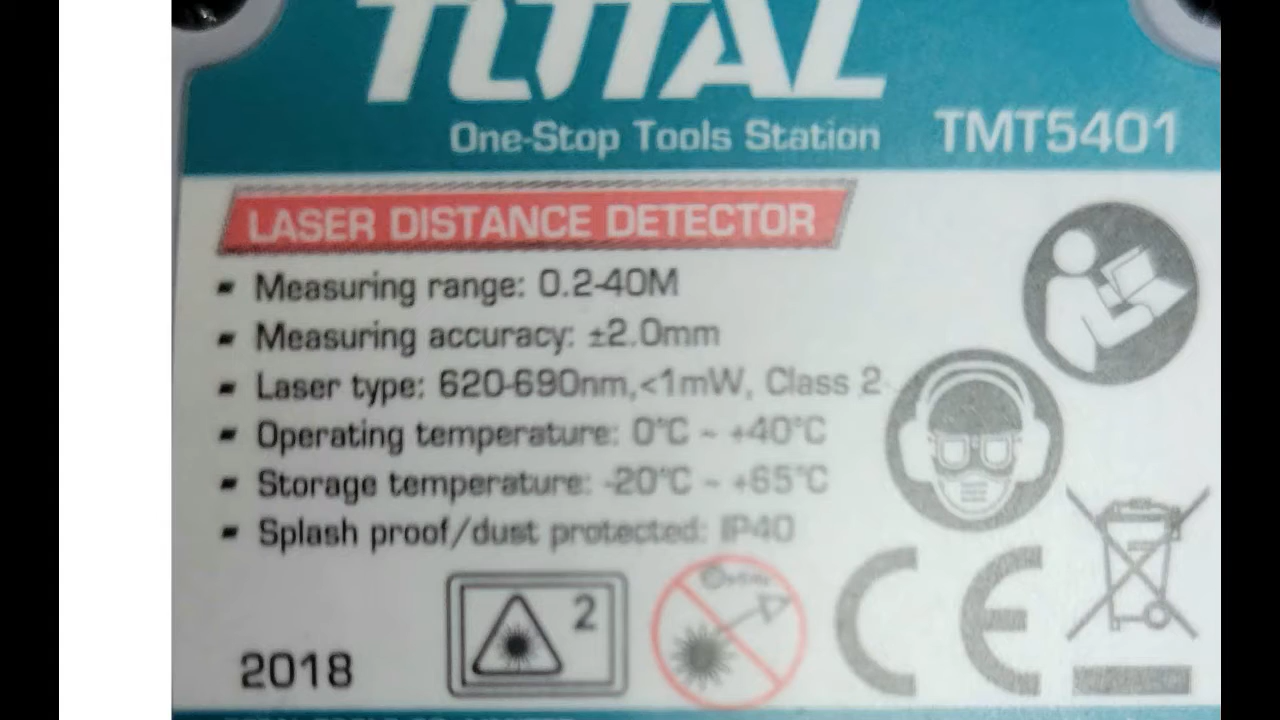 TOTAL
One-Stop Tools Station TMT5401
LASER DISTANCE DETECTOR
Measuring range: 0.2-40M
Measuring accuracy: ±2.0mm
Laser type: 620-690nm,<1mW, Class 2
Operating temperature: 0°C ~ +40°C
Storage temperature: -20°C ~ +65°C
Splash proof/dust protected: IP40
2
CE
2018